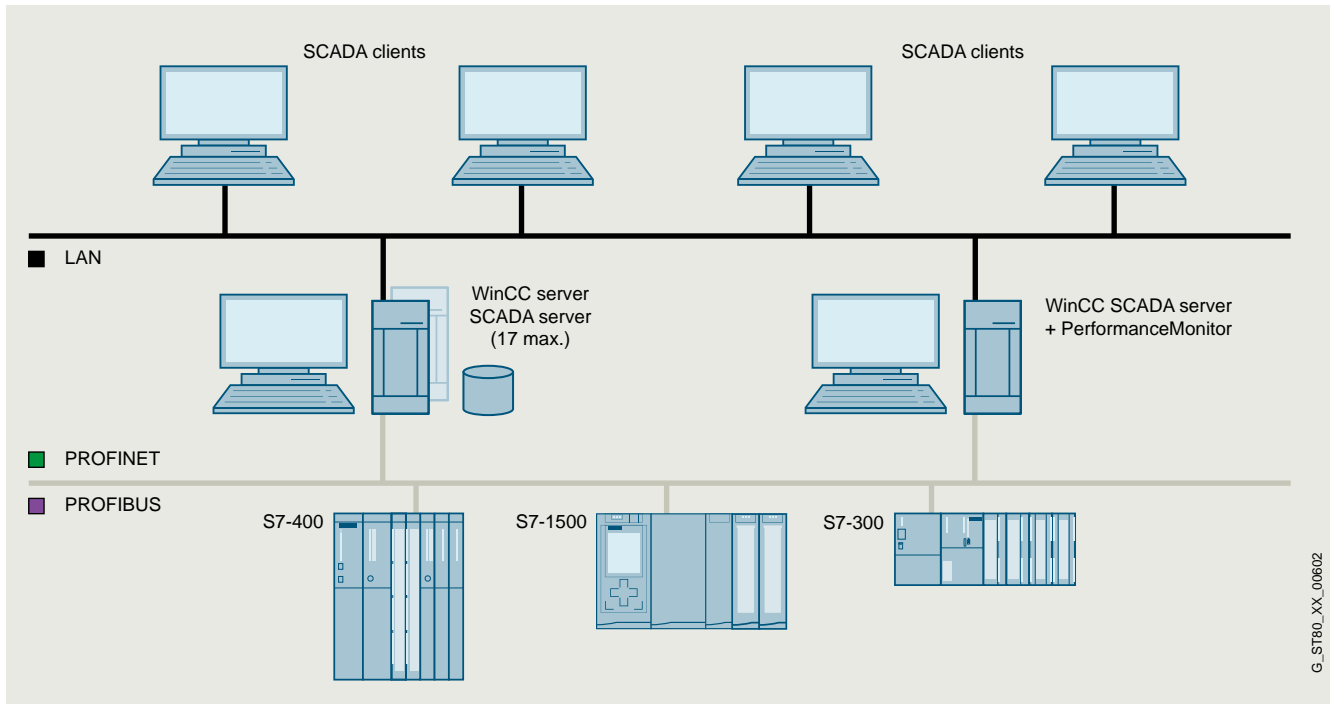 SCADA clients
SCADA clients
LAN
WinCC server
SCADA server
(17 max.)
WinCC SCADA server
+ PerformanceMonitor
PROFINET
PROFIBUS
S7-400
S7-1500
S7-300
G_ST80_XX_00602